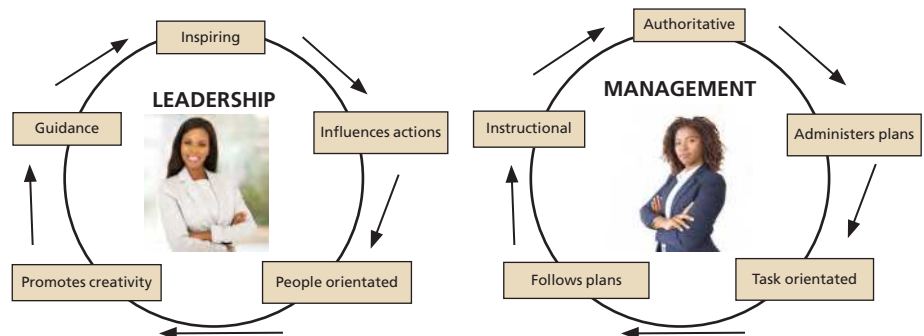 LEADERSHIP
Inspiring
Influences actions
People orientated
Promotes creativity
Guidance
MANAGEMENT
Authoritative
Administers plans
Task orientated
Follows plans
Instructional